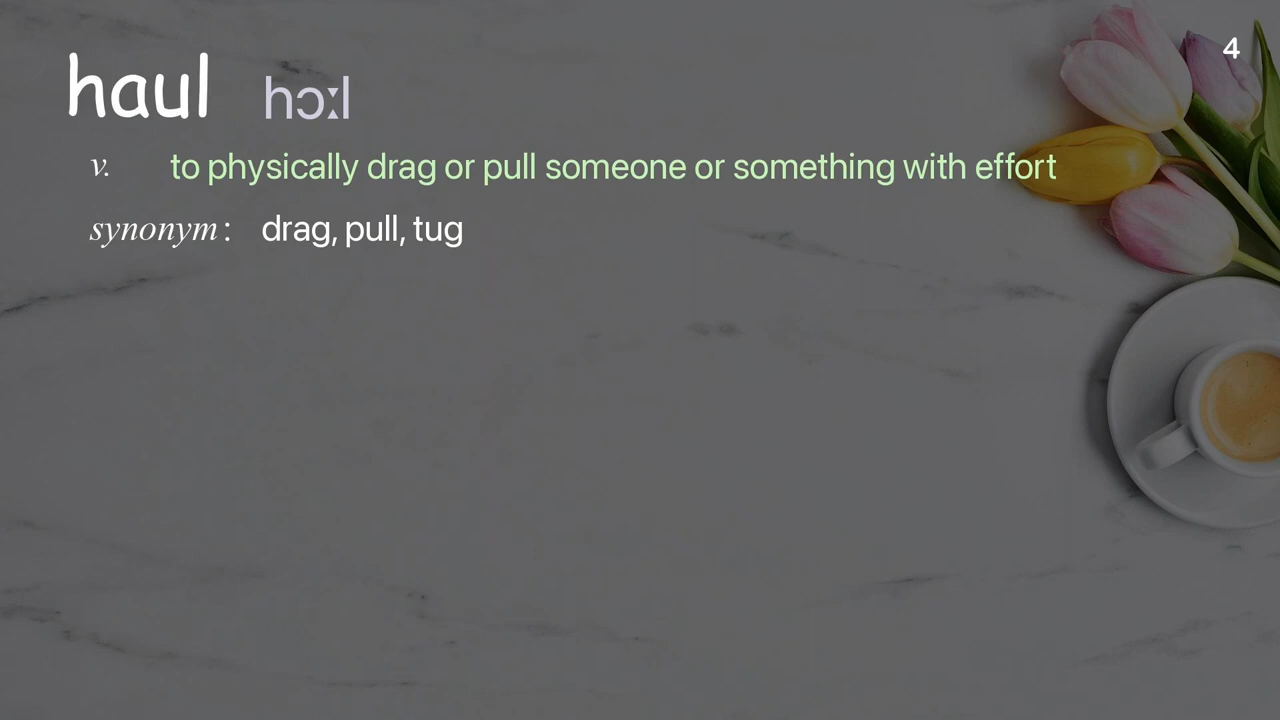 4
haul hɔːl
v. to physically drag or pull someone or something with effort
synonym : drag, pull, tug